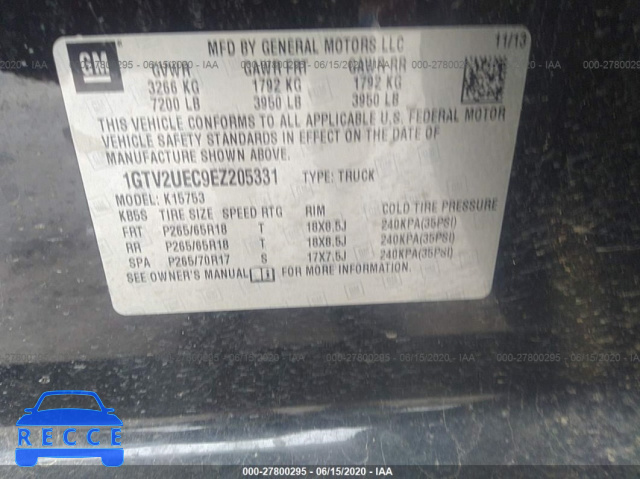 GM
MFD BY GENERAL MOTORS LLC
11/13
GVWR GAWR FRT GAWR RR
3266 KG 1792 KG 1792 KG
7200 LB 3950 LB 3950 LB
THIS VEHICLE CONFORMS TO ALL APPLICABLE U.S. FEDERAL MOTOR
VEHICLE SAFETY STANDARDS IN EFFECT ON THE DATE OF
MANUFACTURE SHOWN ABOVE.
1GTV2UEC9EZ205331 TYPE: TRUCK
MODEL: K15753
KB5S TIRE SIZE SPEED RTG RIM COLD TIRE PRESSURE
FRT P265/65R18 T 18X8.5J 240KPA(35PSI)
RR P265/65R18 T 18X8.5J 240KPA(35PSI)
SPA P265/70R17 S 17X7.5J 240KPA(35PSI)
SEE OWNER'S MANUAL FOR MORE INFORMATION.
000-27800295 - 06/15/2020 - IAA
RECCE